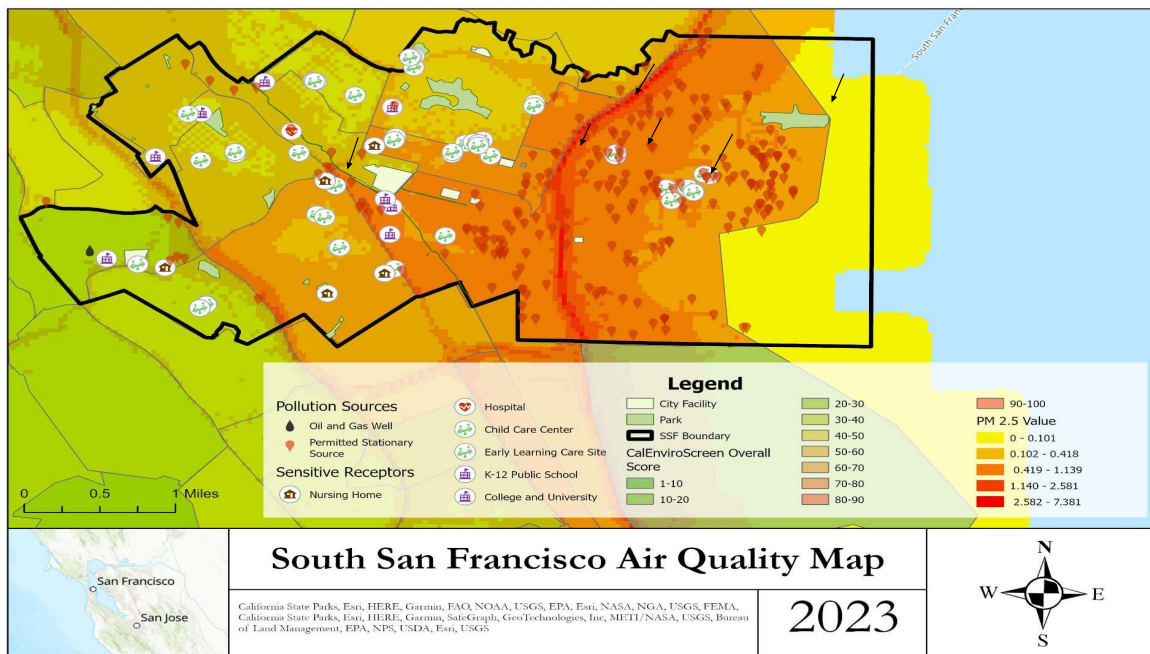 South San Fran
Legend
Pollution Sources
Oil and Gas Well
Permitted Stationary
Source
Sensitive Receptors
Nursing Home
Hospital
Child Care Center
Early Learning Care Site
K-12 Public School
College and University
City Facility
Park
SSF Boundary
CalEnviroScreen Overall
Score
1-10
10-20
20-30
30-40
40-50
50-60
60-70
70-80
80-90
90-100
PM 2.5 Value
0 - 0.101
0.102 - 0.418
0.419 - 1.139
1.140 - 2.581
2.582 - 7.381
0 0.5 1 Miles
San Francisco
San Jose
South San Francisco Air Quality Map
California State Parks, Esri, HERE, Garmin, FAO, NOAA, USGS, EPA, Esri, NASA, NGA, USGS, FEMA,
California State Parks, Esri, HERE, Garmin, SafeGraph, GeoTechnologies, Inc, METI/NASA, USGS, Bureau
of Land Management, EPA, NPS, USDA, Esri, USGS
2023
N
W E
S